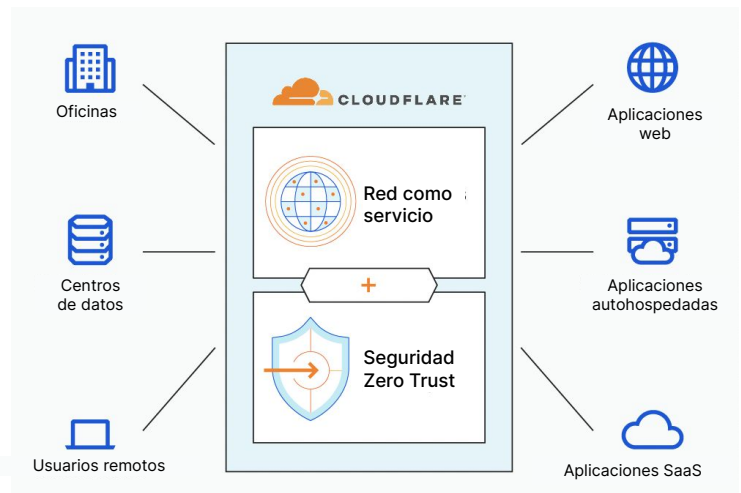 Oficinas
Centros
de datos
Usuarios remotos
CLOUDFLARE
Red como
servicio
+
Seguridad
Zero Trust
Aplicaciones
web
Aplicaciones
autohospedadas
Aplicaciones SaaS